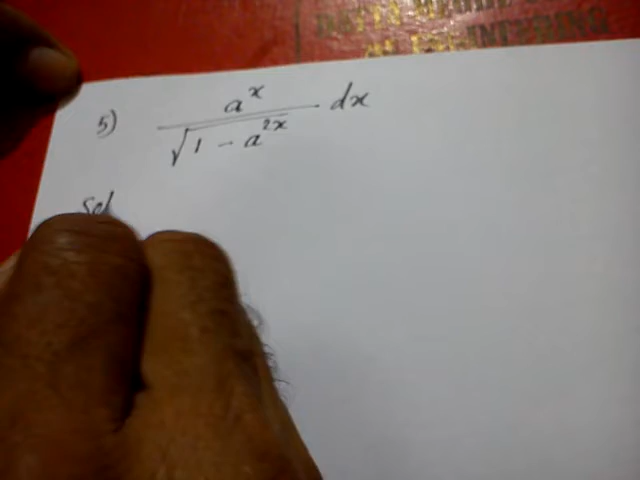 5) a^x / √(1 - a^2x) dx
Sol